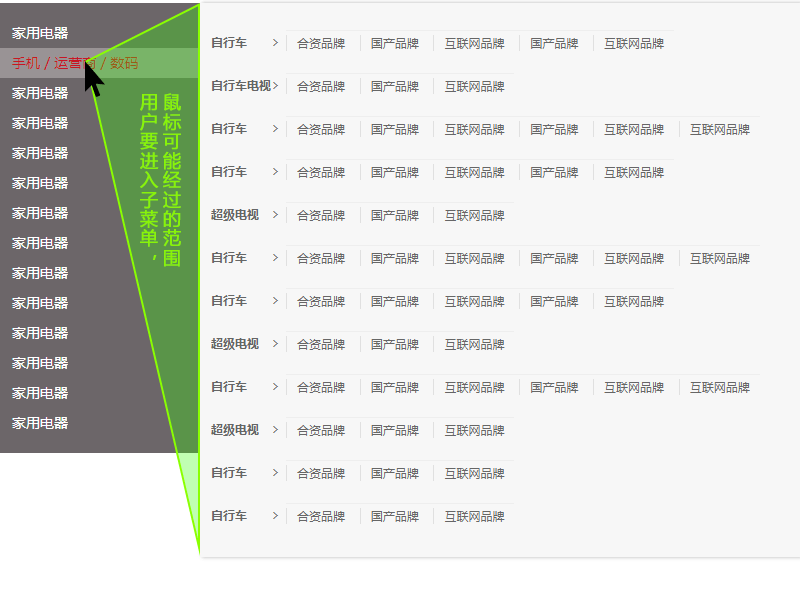 家用电器
手机 / 运营商 / 数码
家用电器
家用电器
家用电器
家用电器
家用电器
家用电器
家用电器
家用电器
家用电器
家用电器
家用电器
家用电器
用户要进入子菜单，
鼠标可能经过的范围
自行车 > 合资品牌 国产品牌 互联网品牌 国产品牌 互联网品牌
自行车电视> 合资品牌 国产品牌 互联网品牌
自行车 > 合资品牌 国产品牌 互联网品牌 国产品牌 互联网品牌 互联网品牌
自行车 > 合资品牌 国产品牌 互联网品牌 国产品牌 互联网品牌
超级电视 > 合资品牌 国产品牌 互联网品牌
自行车 > 合资品牌 国产品牌 互联网品牌 国产品牌 互联网品牌 互联网品牌
自行车 > 合资品牌 国产品牌 互联网品牌 国产品牌 互联网品牌
超级电视 > 合资品牌 国产品牌 互联网品牌
自行车 > 合资品牌 国产品牌 互联网品牌 国产品牌 互联网品牌 互联网品牌
超级电视 > 合资品牌 国产品牌 互联网品牌
自行车 > 合资品牌 国产品牌 互联网品牌
自行车 > 合资品牌 国产品牌 互联网品牌